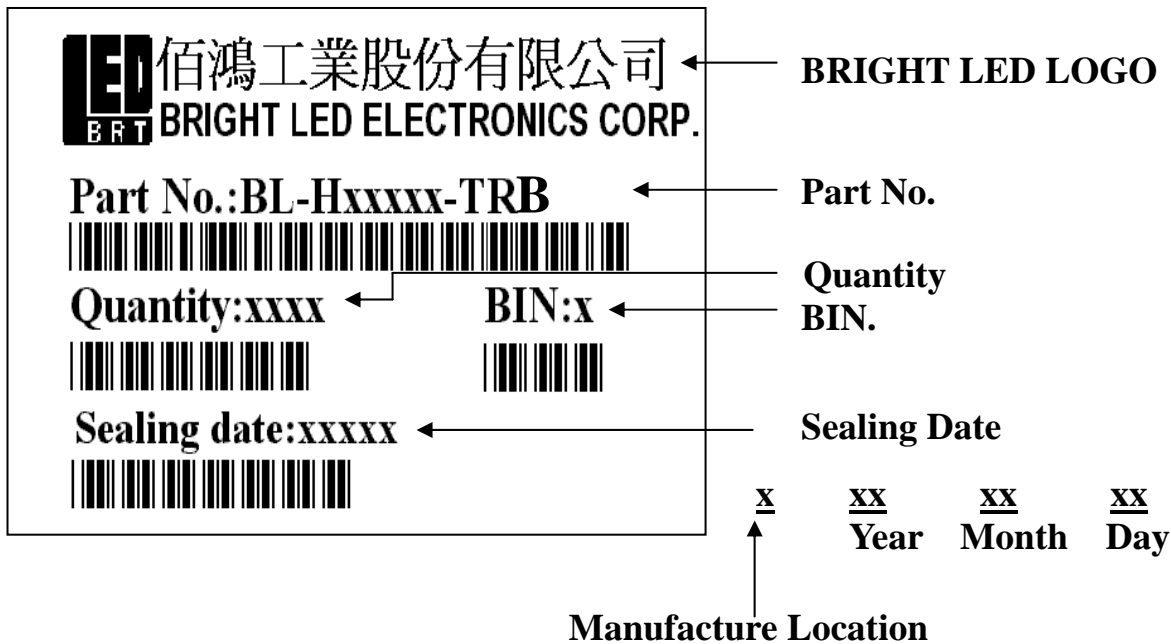 LED 佰鴻工業股份有限公司 BRIGHT LED LOGO
BRT BRIGHT LED ELECTRONICS CORP.
Part No.:BL-Hxxxxx-TRB Part No.
Quantity
Quantity:xxxx BIN:x BIN.
Sealing date:xxxxx Sealing Date
x xx xx xx
Year Month Day
Manufacture Location